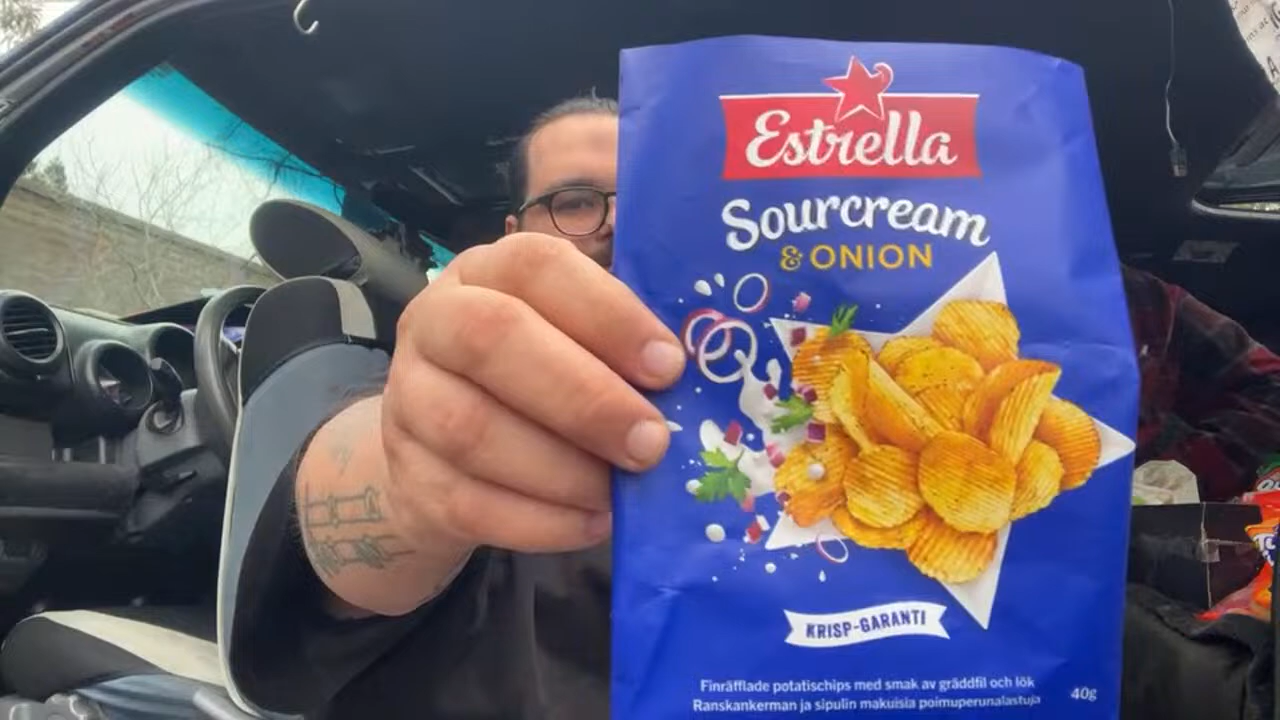 Estrella
Sourcream
& ONION
KRISP-GARANTI
Finräfflade potatischips med smak av gräddfil och lök
Ranskankerman ja sipulin makuisia poimuperunalastuja
40g